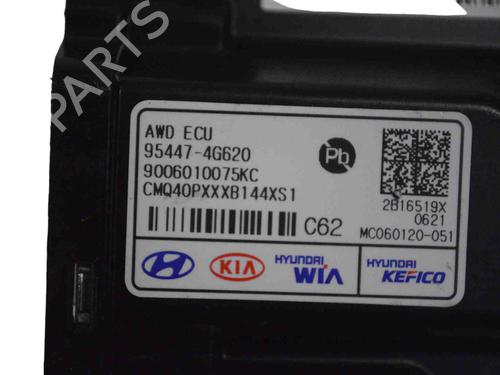 AWD ECU
95447-4G620
9006010075KC
CMQ40PXXXB144XS1
C62
Pb
2B16519X
0621
MC060120-051
HYUNDAI
KIA
HYUNDAI
WIA
HYUNDAI
KEFICO
B-PARTS